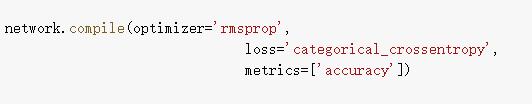 network.compile(optimizer='rmsprop',
loss='categorical_crossentropy',
metrics=['accuracy'])